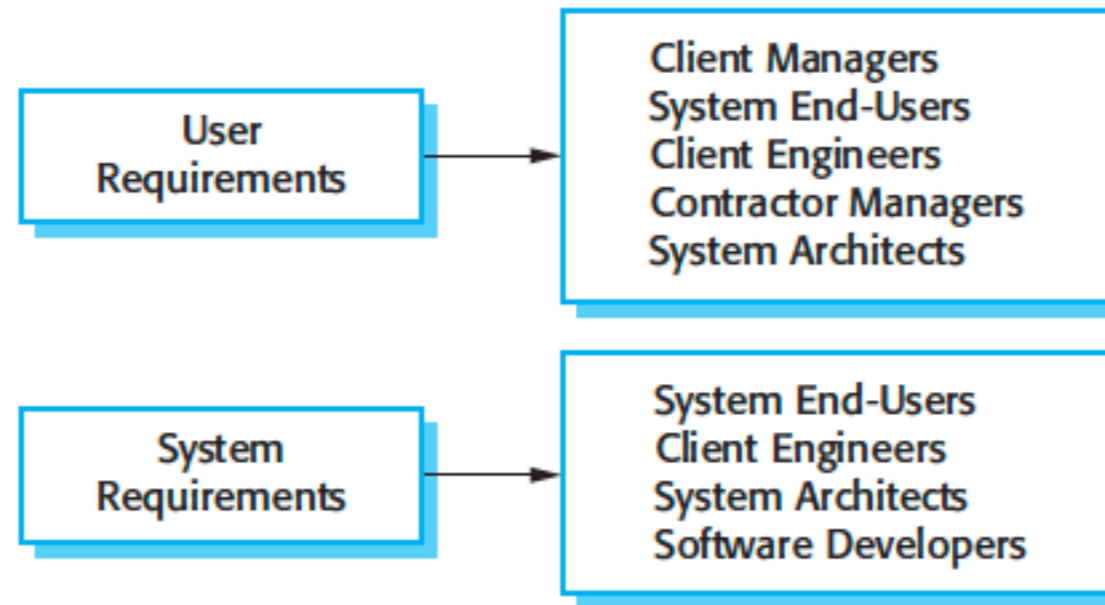 User
Requirements
Client Managers
System End-Users
Client Engineers
Contractor Managers
System Architects
System
Requirements
System End-Users
Client Engineers
System Architects
Software Developers